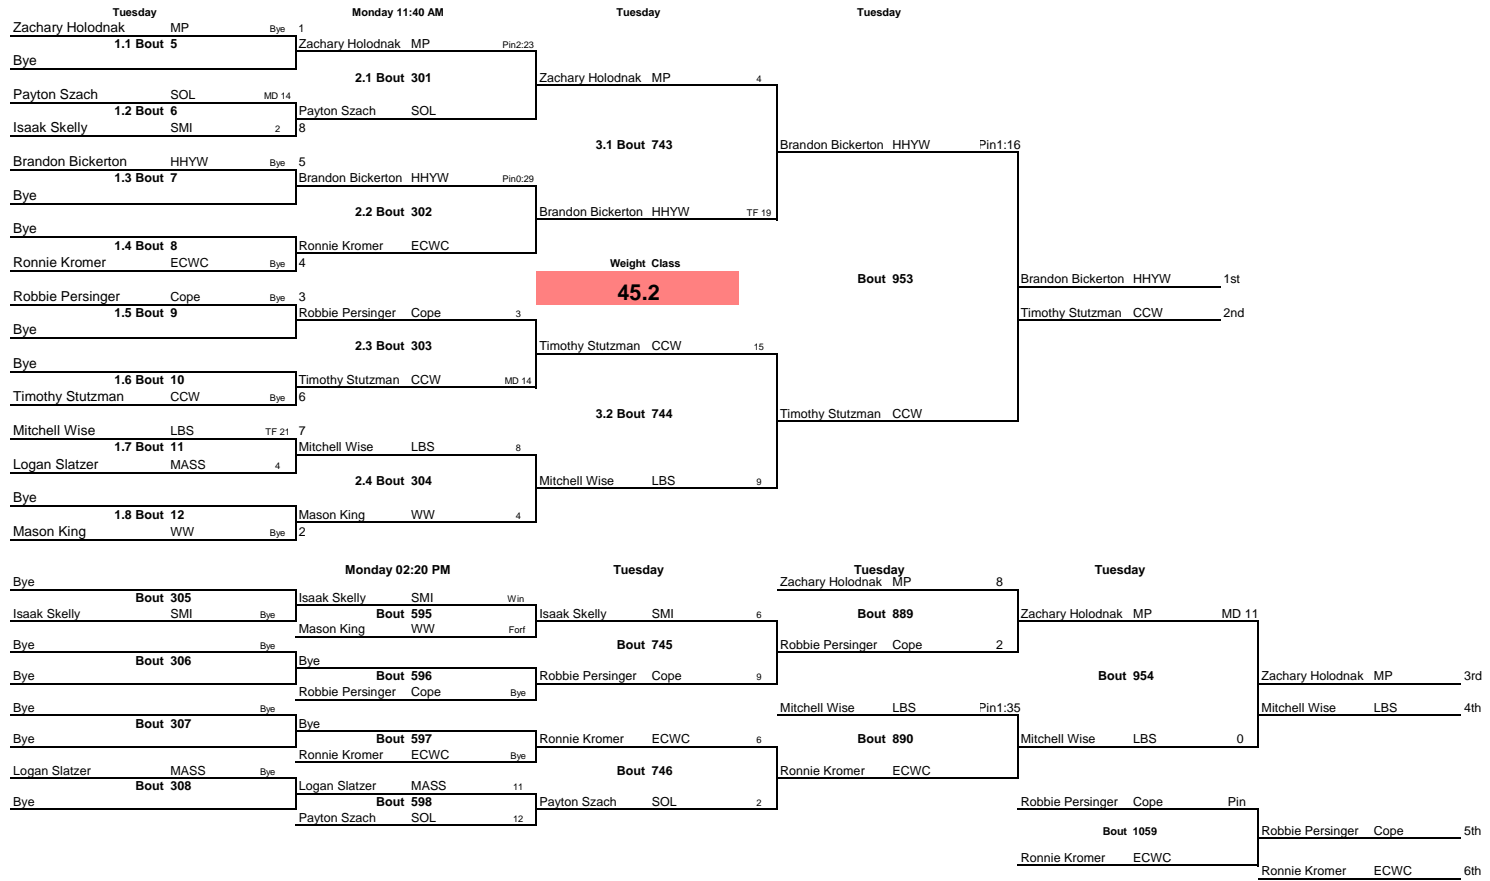 Tuesday Monday 11:40 AM Tuesday Tuesday
Zachary Holodnak MP Bye 1
1.1 Bout 5 Zachary Holodnak MP Pin2:23
Bye
2.1 Bout 301 Zachary Holodnak MP 4
Payton Szach SOL MD 14
1.2 Bout 6 Payton Szach SOL
Isaak Skelly SMI 2 8
3.1 Bout 743 Brandon Bickerton HHYW Pin1:16
Brandon Bickerton HHYW Bye 5
1.3 Bout 7 Brandon Bickerton HHYW Pin0:29
Bye
2.2 Bout 302 Brandon Bickerton HHYW TF 19
Bye
1.4 Bout 8 Ronnie Kromer ECWC
Ronnie Kromer ECWC Bye 4 Weight Class
Bout 953 Brandon Bickerton HHYW 1st
45.2
Robbie Persinger Cope Bye 3
1.5 Bout 9 Robbie Persinger Cope 3 Timothy Stutzman CCW 2nd
Bye
2.3 Bout 303 Timothy Stutzman CCW 15
Bye
1.6 Bout 10 Timothy Stutzman CCW MD 14
Timothy Stutzman CCW Bye 6
3.2 Bout 744 Timothy Stutzman CCW
Mitchell Wise LBS TF 21 7
1.7 Bout 11 Mitchell Wise LBS 8
Logan Slatzer MASS 4
2.4 Bout 304 Mitchell Wise LBS 9
Bye
1.8 Bout 12 Mason King WW 4
Mason King WW Bye 2
Monday 02:20 PM Tuesday Tuesday Tuesday
Bye Zachary Holodnak MP 8
Bout 305 Isaak Skelly SMI Win
Isaak Skelly SMI Bye Bout 595 Isaak Skelly SMI 6 Bout 889 Zachary Holodnak MP MD 11
Mason King WW Forf
Bye Bye Bout 745 Robbie Persinger Cope 2
Bout 306 Bye
Bye Bout 596 Robbie Persinger Cope 9 Bout 954 Zachary Holodnak MP 3rd
Robbie Persinger Cope Bye
Bye Bye Mitchell Wise LBS Pin1:35 Mitchell Wise LBS 4th
Bout 307 Bye
Bye Bout 597 Ronnie Kromer ECWC 6 Bout 890 Mitchell Wise LBS 0
Ronnie Kromer ECWC Bye
Logan Slatzer MASS Bye Bout 746 Ronnie Kromer ECWC
Bout 308 Logan Slatzer MASS 11
Bye Bout 598 Payton Szach SOL 2 Robbie Persinger Cope Pin
Payton Szach SOL 12
Bout 1059 Robbie Persinger Cope 5th
Ronnie Kromer ECWC
Ronnie Kromer ECWC 6th